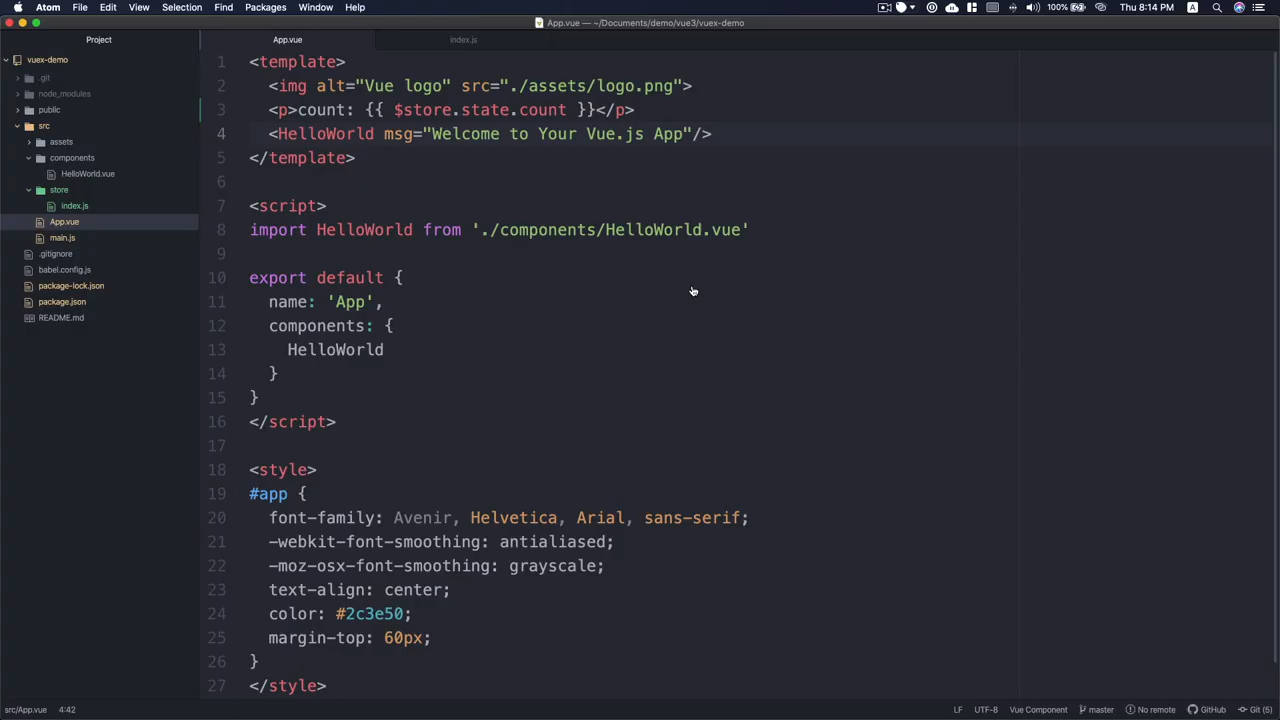 Atom File Edit View Selection Find Packages Window Help
100% Thu 8:14 PM
App.vue — ~/Documents/demo/vue3/vuex-demo
Project
App.vue
index.js
vuex-demo
.git
node_modules
public
src
assets
components
HelloWorld.vue
store
index.js
App.vue
main.js
.gitignore
babel.config.js
package-lock.json
package.json
README.md
1 <template>
2 <img alt="Vue logo" src="./assets/logo.png">
3 <p>count: {{ $store.state.count }}</p>
4 <HelloWorld msg="Welcome to Your Vue.js App"/>
5 </template>
6
7 <script>
8 import HelloWorld from './components/HelloWorld.vue'
9
10 export default {
11 name: 'App',
12 components: {
13 HelloWorld
14 }
15 }
16 </script>
17
18 <style>
19 #app {
20 font-family: Avenir, Helvetica, Arial, sans-serif;
21 -webkit-font-smoothing: antialiased;
22 -moz-osx-font-smoothing: grayscale;
23 text-align: center;
24 color: #2c3e50;
25 margin-top: 60px;
26 }
27 </style>
src/App.vue 4:42
LF UTF-8 Vue Component master No remote GitHub Git (5)